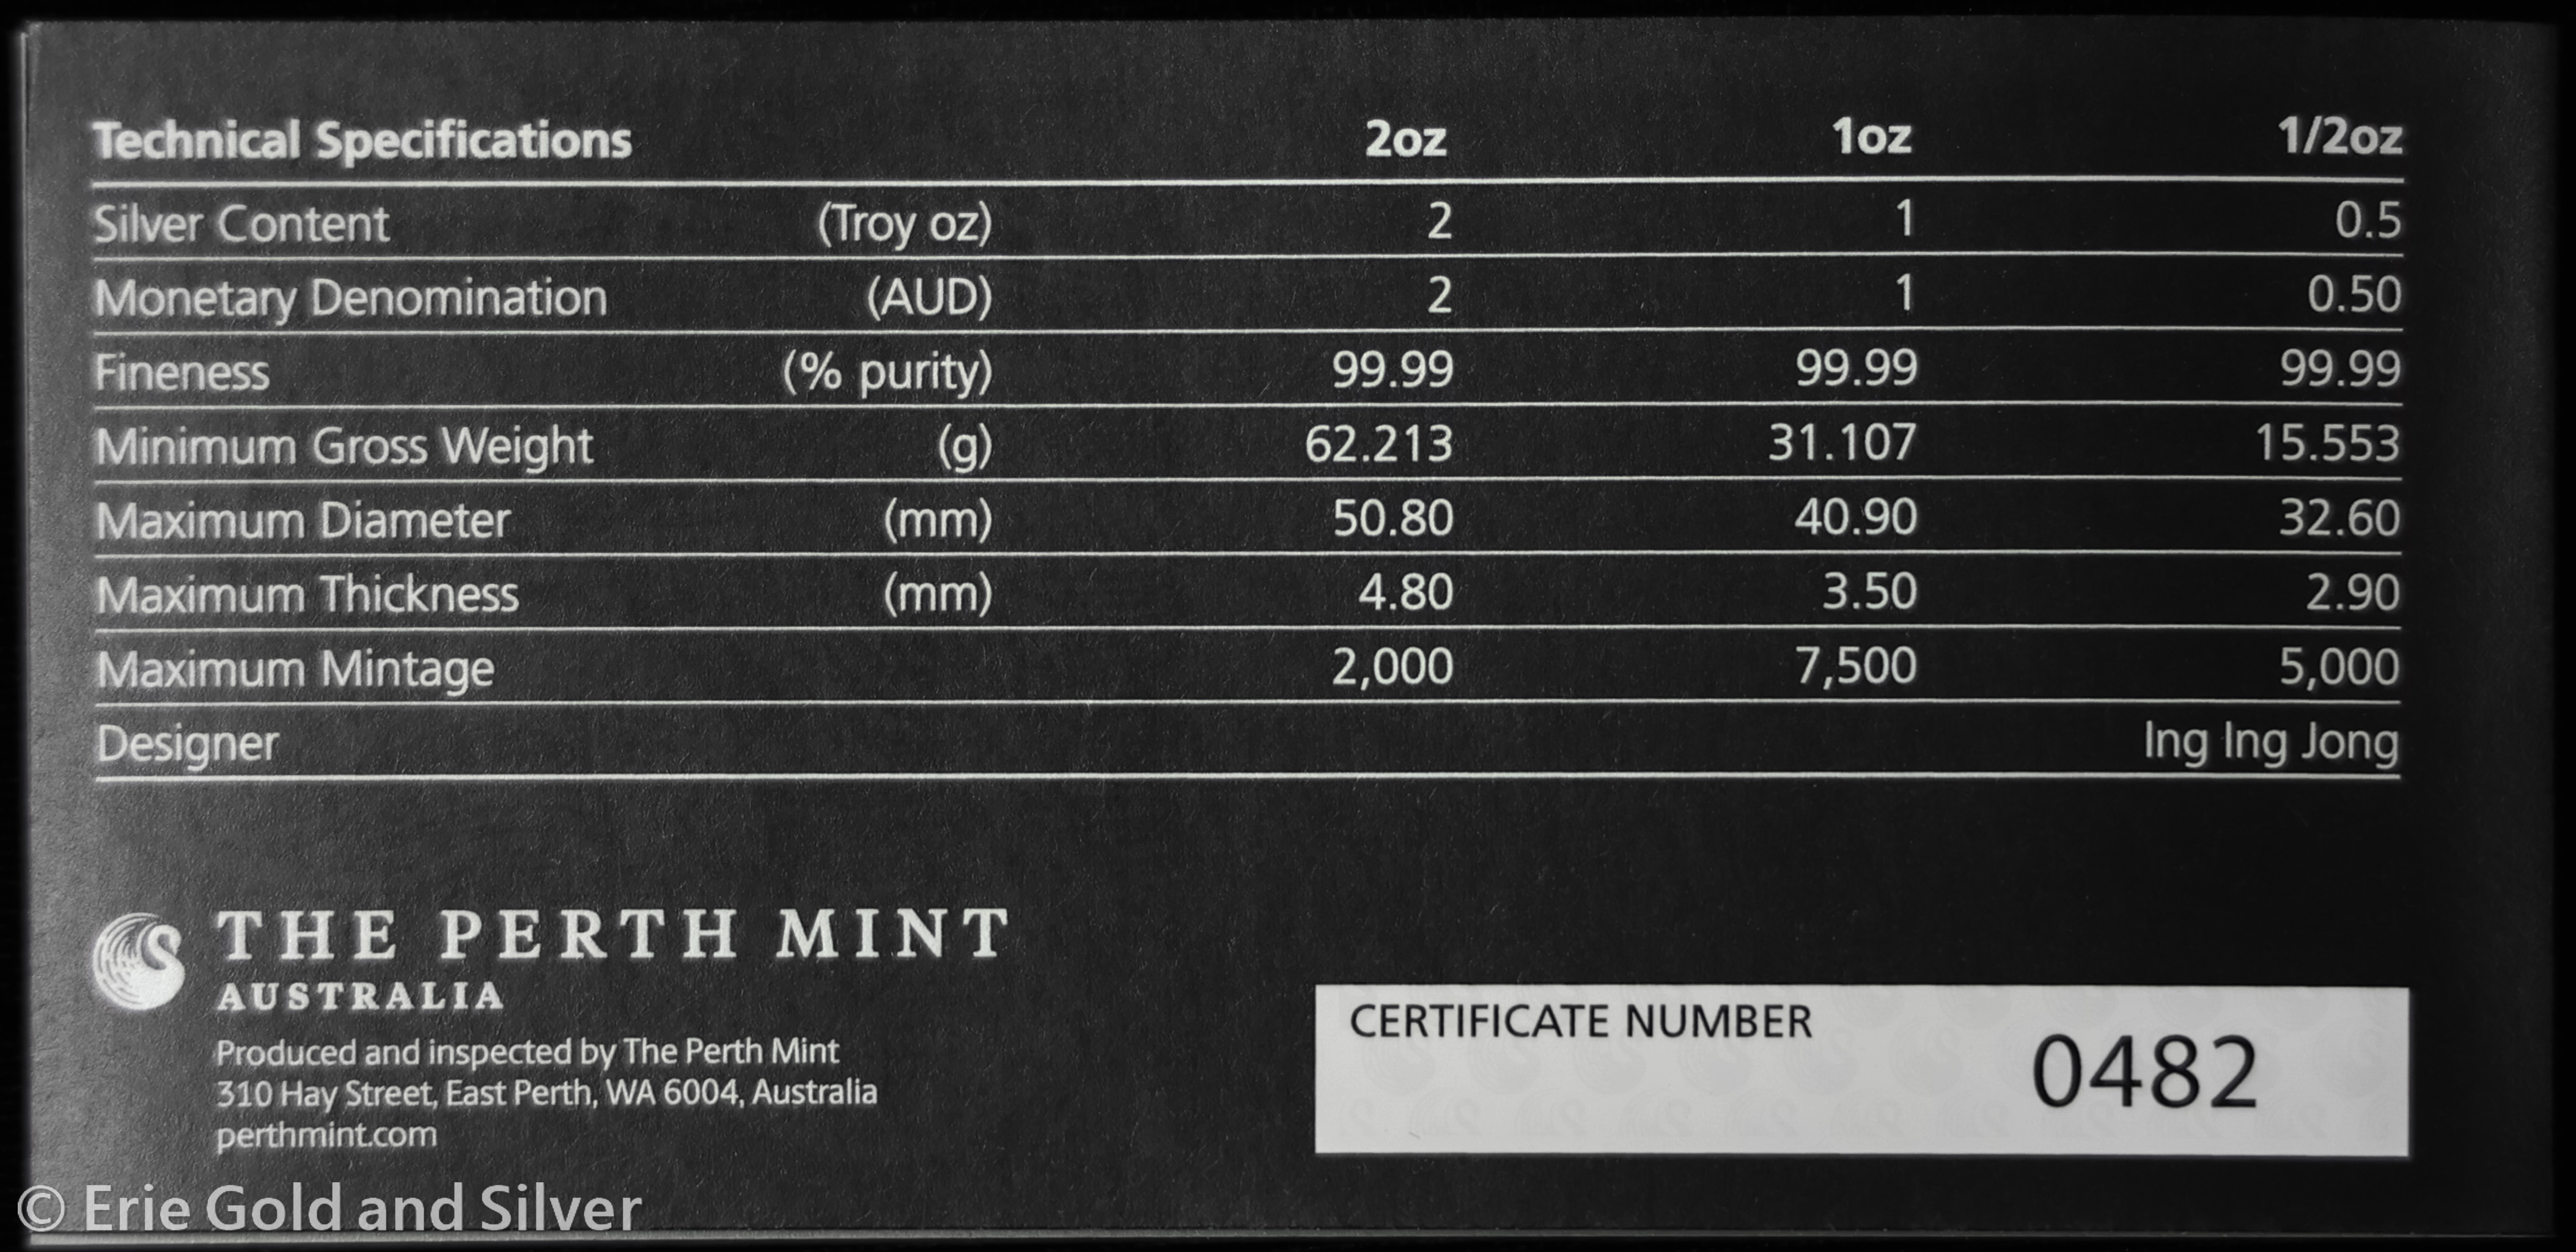 Technical Specifications 2oz 1oz 1/2oz
Silver Content (Troy oz) 2 1 0.5
Monetary Denomination (AUD) 2 1 0.50
Fineness (% purity) 99.99 99.99 99.99
Minimum Gross Weight (g) 62.213 31.107 15.553
Maximum Diameter (mm) 50.80 40.90 32.60
Maximum Thickness (mm) 4.80 3.50 2.90
Maximum Mintage 2,000 7,500 5,000
Designer Ing Ing Jong
THE PERTH MINT
AUSTRALIA
Produced and inspected by The Perth Mint
310 Hay Street, East Perth, WA 6004, Australia
perthmint.com
CERTIFICATE NUMBER
0482
© Erie Gold and Silver